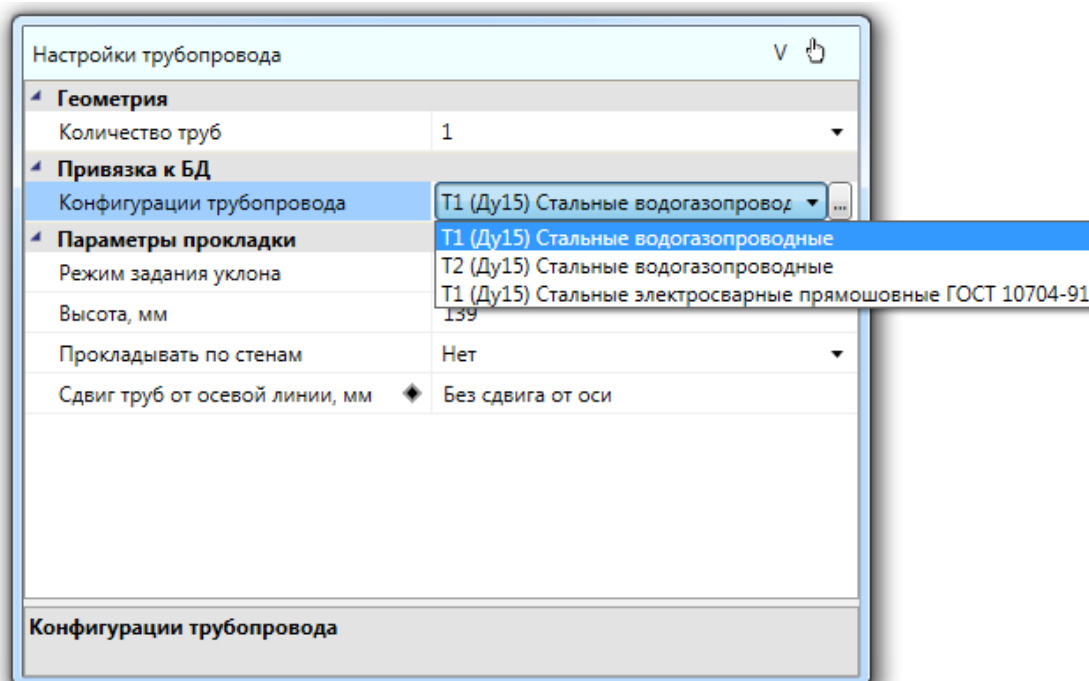 Настройки трубопровода V
Геометрия
Количество труб 1
Привязка к БД
Конфигурации трубопровода Т1 (Ду15) Стальные водогазопровод ...
Параметры прокладки Т1 (Ду15) Стальные водогазопроводные
Режим задания уклона Т2 (Ду15) Стальные водогазопроводные
Т1 (Ду15) Стальные электросварные прямошовные ГОСТ 10704-91
Высота, мм 139
Прокладывать по стенам Нет
Сдвиг труб от осевой линии, мм Без сдвига от оси
Конфигурации трубопровода